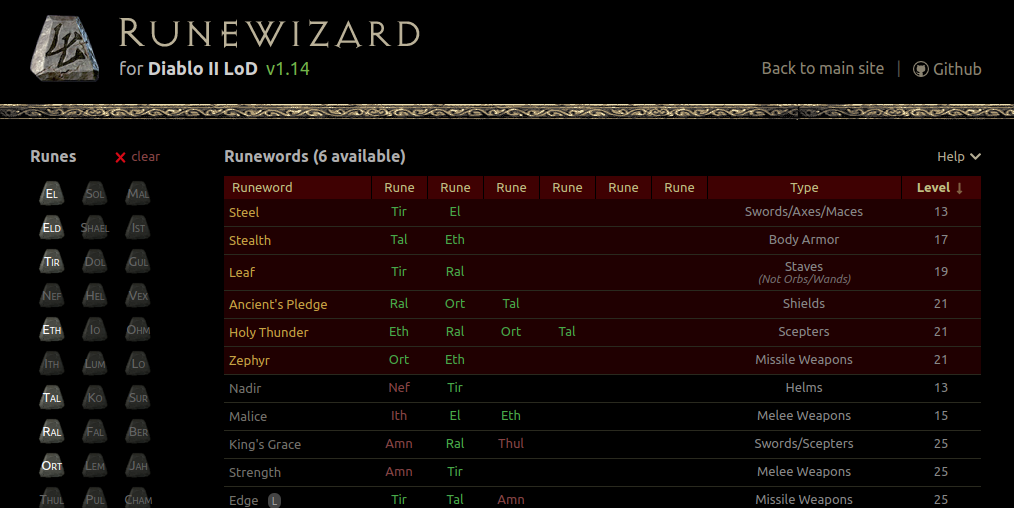 RUNEWIZARD
for Diablo II LoD v1.14
Back to main site | Github
Runes ✗ clear
Runewords (6 available)
Help
EL SOL MAL
ELD SHAEL IST
TIR DOL GUL
NEF HEL VEX
ETH IO OHM
ITH LUM LO
TAL KO SUR
RAL FAL BER
ORT LEM JAH
THUL PUL CHAM
Runeword Rune Rune Rune Rune Rune Rune Type Level ↓
Steel Tir El Swords/Axes/Maces 13
Stealth Tal Eth Body Armor 17
Leaf Tir Ral Staves 19
(Not Orbs/Wands)
Ancient's Pledge Ral Ort Tal Shields 21
Holy Thunder Eth Ral Ort Tal Scepters 21
Zephyr Ort Eth Missile Weapons 21
Nadir Nef Tir Helms 13
Malice Ith El Eth Melee Weapons 15
King's Grace Amn Ral Thul Swords/Scepters 25
Strength Amn Tir Melee Weapons 25
Edge L Tir Tal Amn Missile Weapons 25